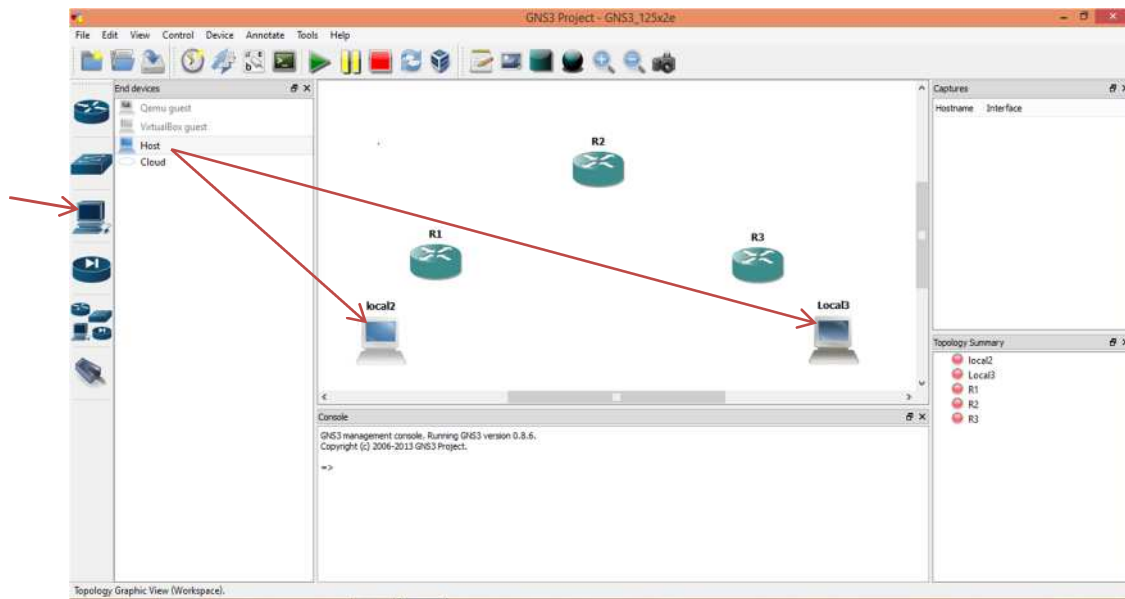 GNS3 Project - GNS3_125x2e
File Edit View Control Device Annotate Tools Help
End devices
Qemu guest
VirtualBox guest
Host
Cloud
R2
R1
R3
local2
Local3
Captures
Hostname Interface
Topology Summary
local2
Local3
R1
R2
R3
Console
GNS3 management console. Running GNS3 version 0.8.6.
Copyright (c) 2006-2013 GNS3 Project.
=>
Topology Graphic View (Workspace).